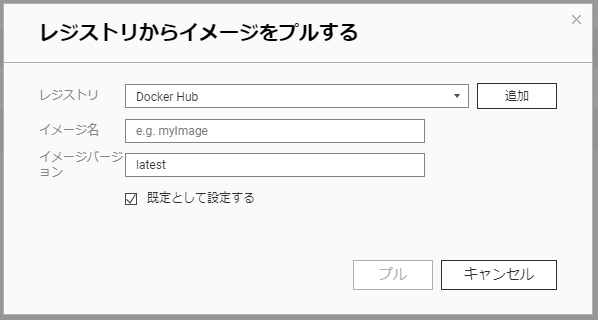 レジストリからイメージをプルする
レジストリ
Docker Hub
追加
イメージ名
e.g. myImage
イメージバージ
ョン
latest
既定として設定する
プル
キャンセル